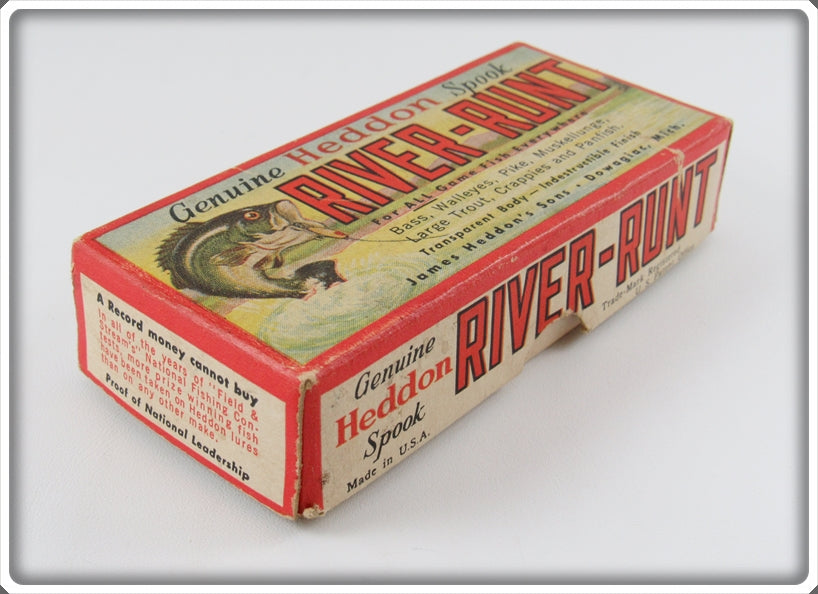 Genuine Heddon Spook
RIVER-RUNT
For All Game Fish Everywhere
Bass, Walleyes, Pike, Muskellunge,
Large Trout, Crappies and Panfish.
Transparent Body—Indestructible Finish
James Heddon's Sons • Dowagiac, Mich.
A Record money cannot buy
In all of the years of "Field &
Stream's" National Fishing Con-
tests, more prize winning fish
have been taken on Heddon lures
than on any other make."
Proof of National Leadership
Genuine
Heddon
Spook
Made in U.S.A.
RIVER-RUNT
Trade-Mark Registered
U.S.